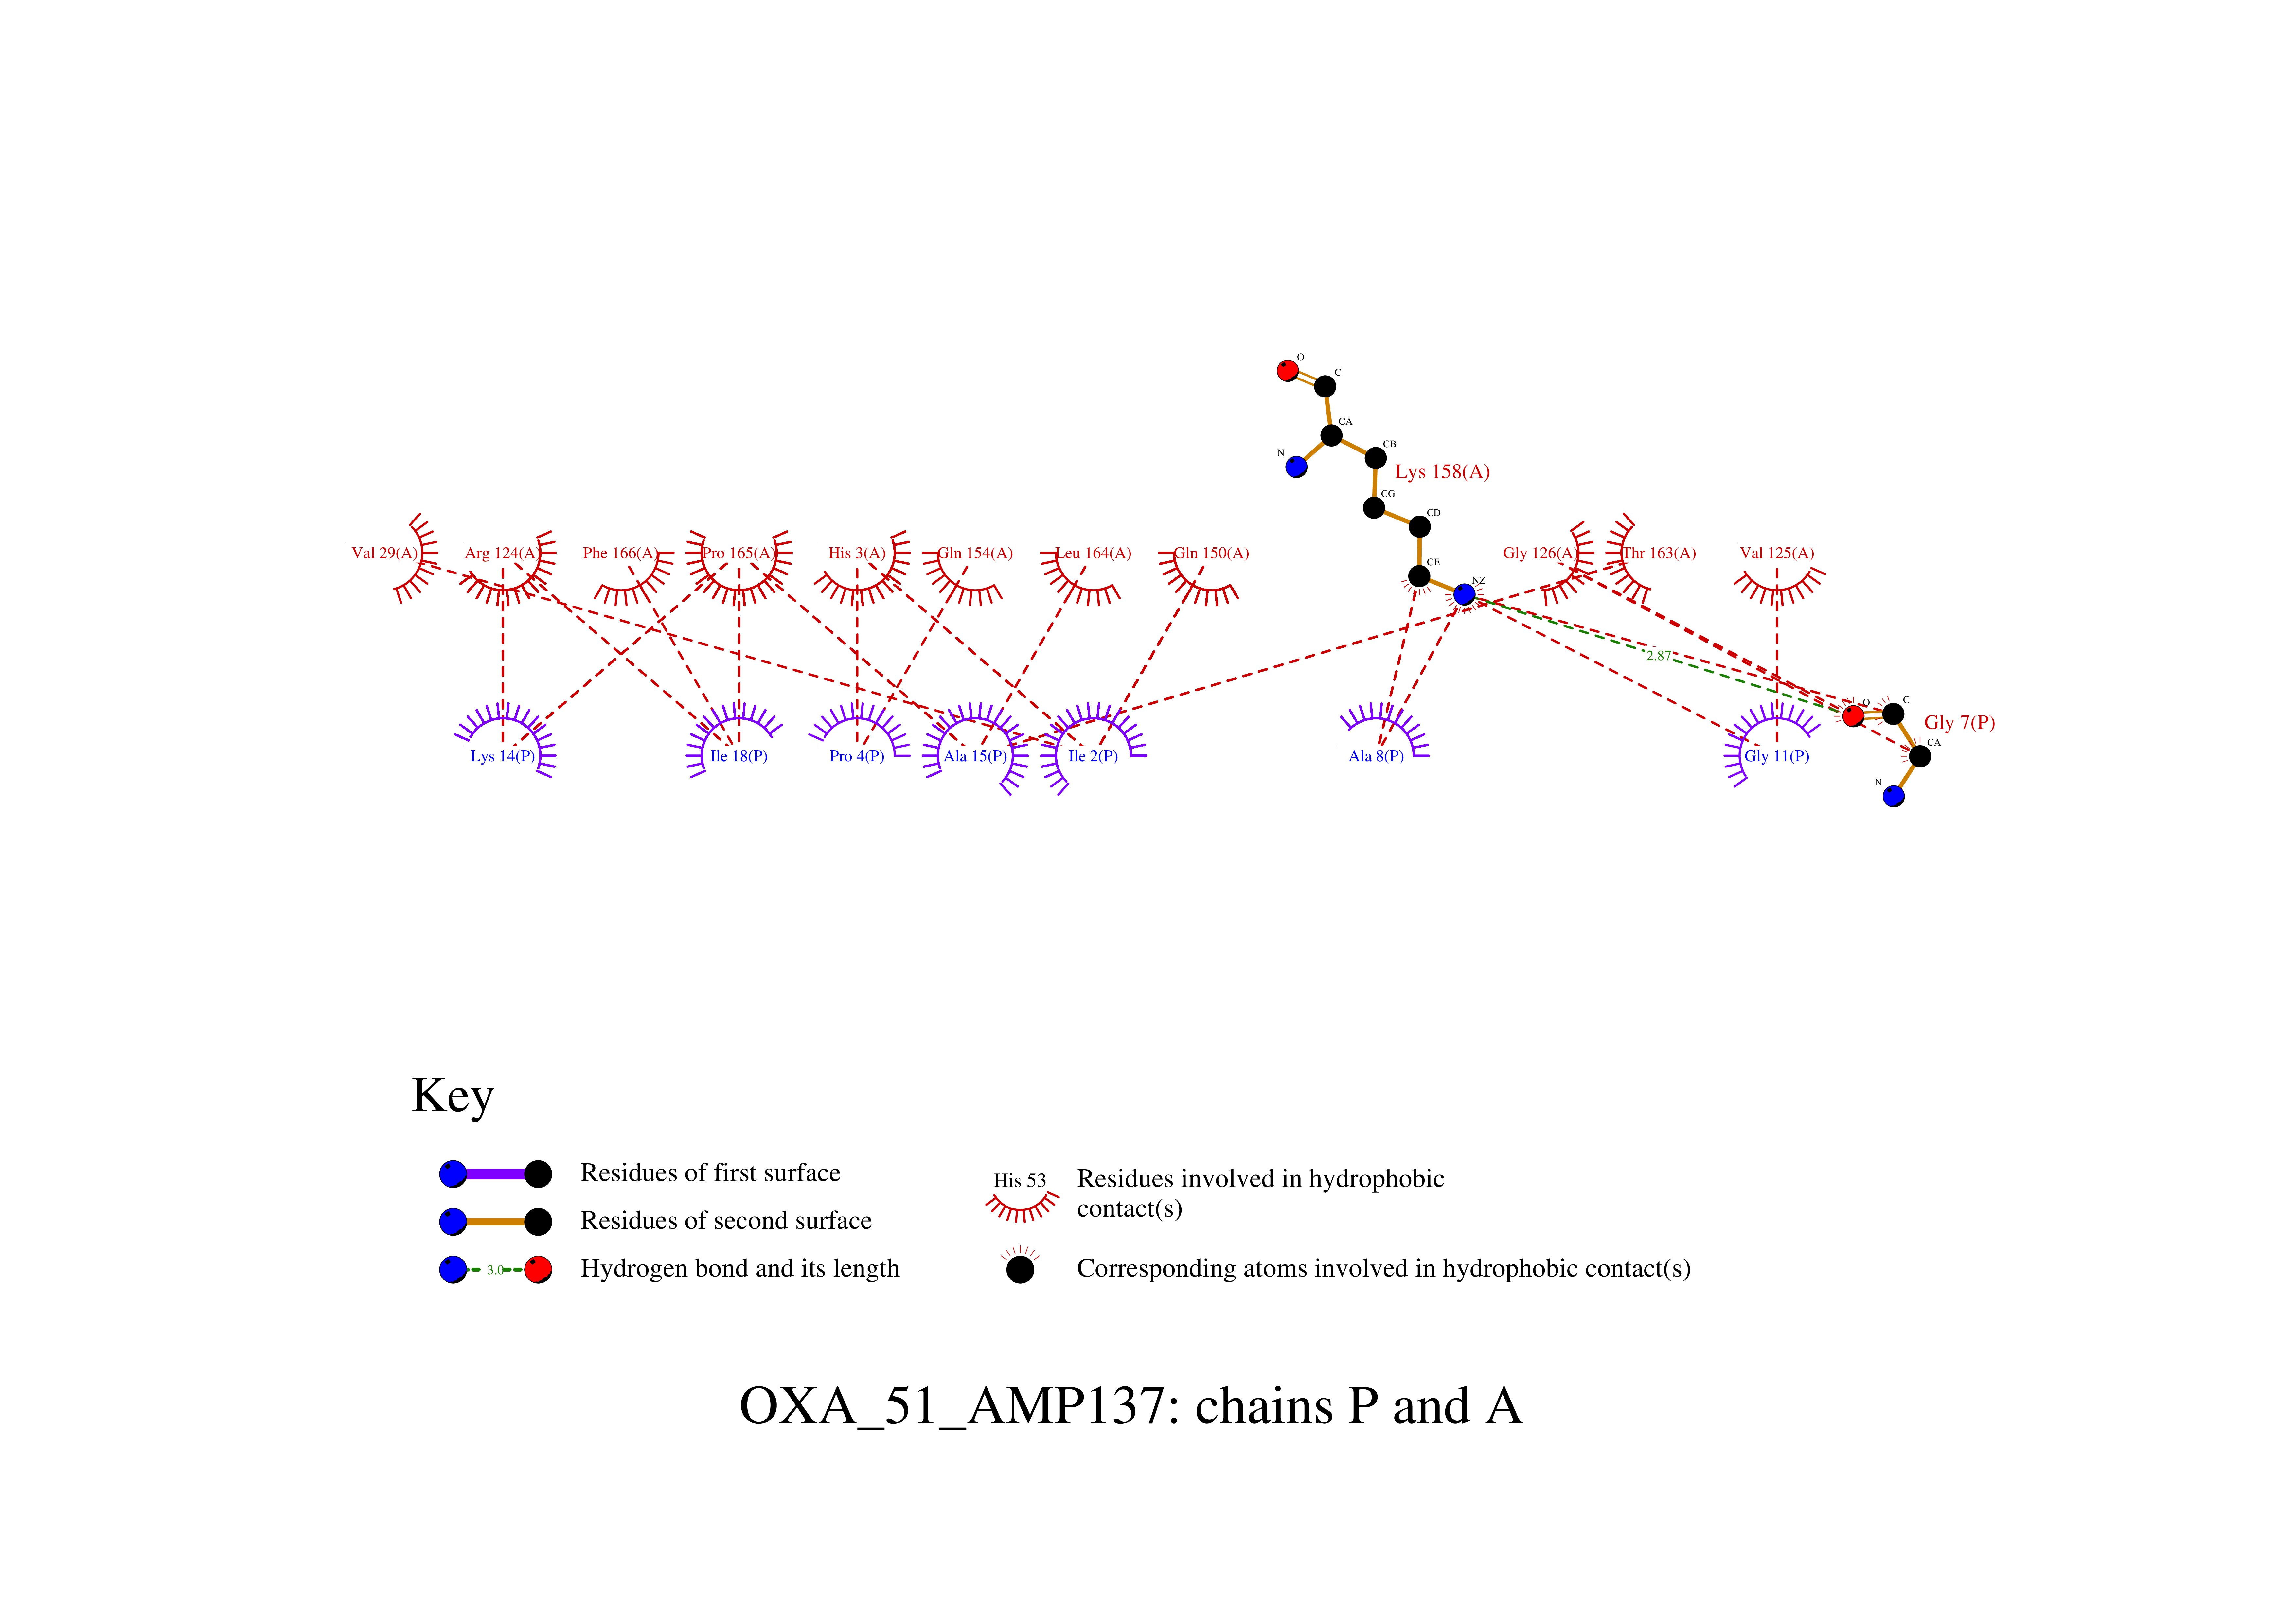 O
C
CA
CB
N
Lys 158(A)
CG
CD
Val 29(A) Arg 124(A) Phe 166(A) Pro 165(A) His 3(A) Gln 154(A) Leu 164(A) Gln 150(A) Gly 126(A) Thr 163(A) Val 125(A)
CE
NZ
2.87
O
C
Gly 7(P)
CA
Lys 14(P) Ile 18(P) Pro 4(P) Ala 15(P) Ile 2(P) Ala 8(P) Gly 11(P)
N
Key
Residues of first surface
Residues of second surface
3.0
Hydrogen bond and its length
His 53
Residues involved in hydrophobic
contact(s)
Corresponding atoms involved in hydrophobic contact(s)
OXA_51_AMP137: chains P and A